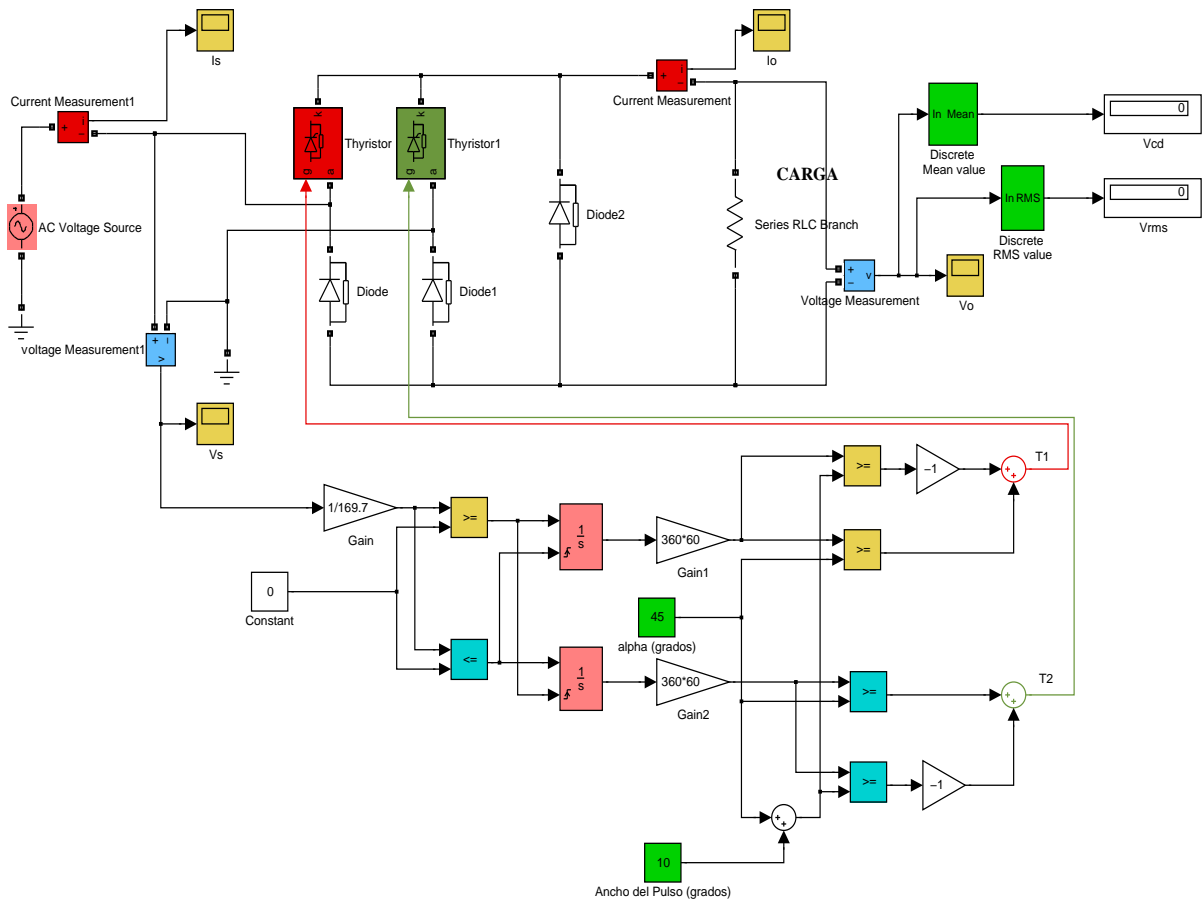 Is
Io
Current Measurement1
+
i
−
+
i
−
Current Measurement
k
g
a
Thyristor
k
g
a
Thyristor1
In Mean
Discrete
Mean value
0
Vcd
CARGA
AC Voltage Source
Diode2
Series RLC Branch
In RMS
Discrete
RMS value
0
Vrms
Diode
Diode1
+
−
v
Voltage Measurement
Vo
+
−
v
voltage Measurement1
Vs
1/169.7
Gain
>=
1
s
360*60
Gain1
>=
−1
+
+
T1
>=
0
Constant
45
alpha (grados)
<=
1
s
360*60
Gain2
>=
+
+
T2
>=
−1
+
+
10
Ancho del Pulso (grados)